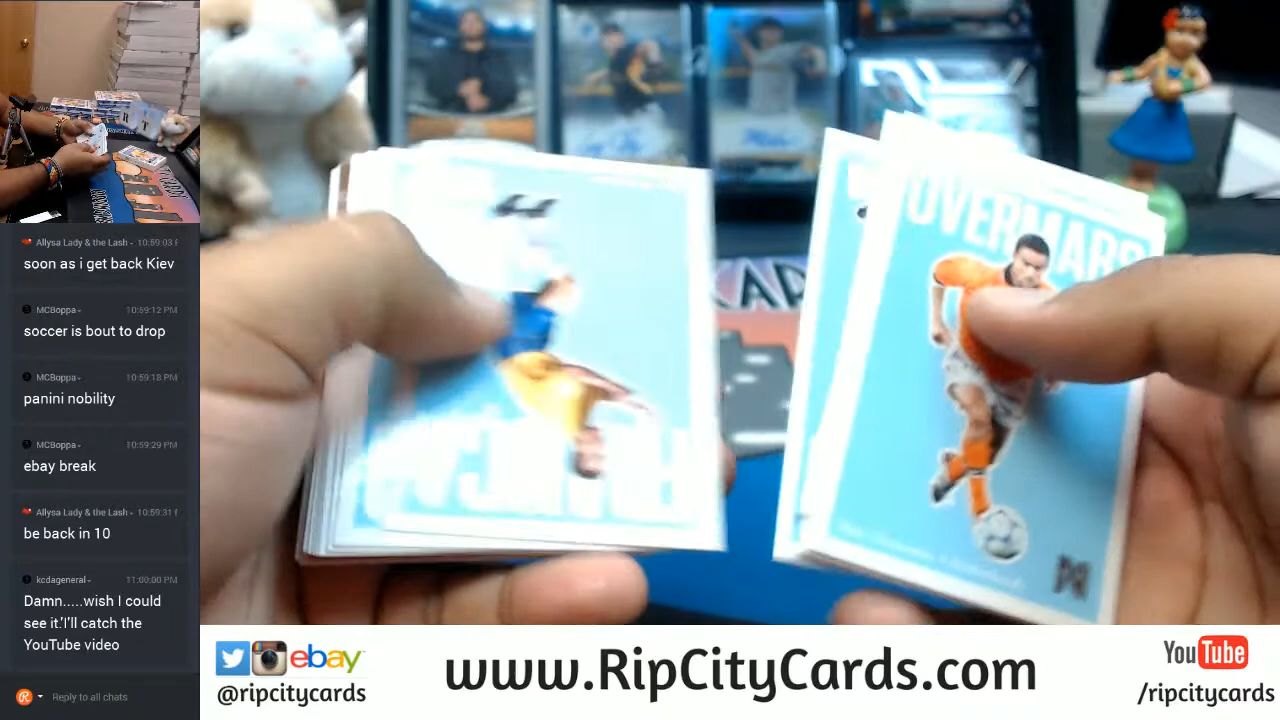 Allysa Lady & the Lash 10:59:03
soon as i get back Kiev
MCBoppa 10:59:12 PM
soccer is bout to drop
MCBoppa 10:59:18 PM
panini nobility
MCBoppa 10:59:29 PM
ebay break
Allysa Lady & the Lash 10:59:31
be back in 10
kcdageneral 11:00:00 PM
Damn.....wish I could
see it.'I'll catch the
YouTube video
Reply to all chats
OVERMARS
ebay
@ripcitycards
www.RipCityCards.com
YouTube
/ripcitycards